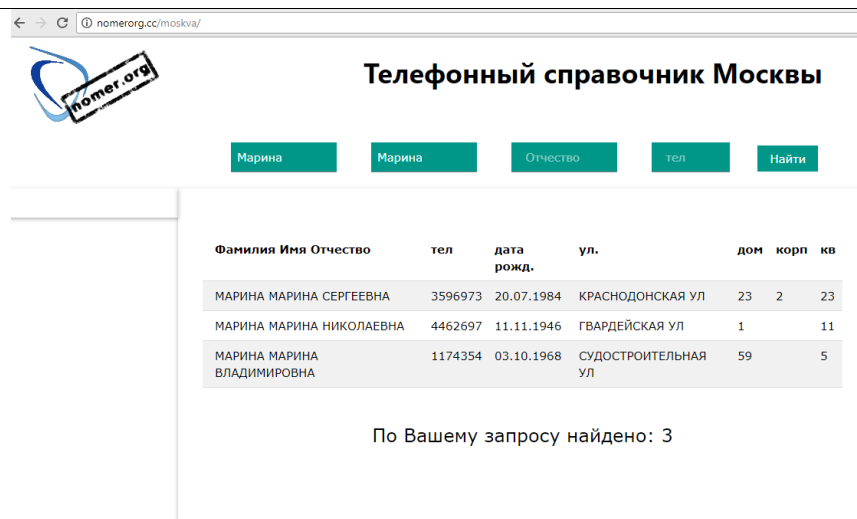 nomerorg.cc/moskva/
nomer.org
Телефонный справочник Москвы
Марина Марина Отчество тел Найти
Фамилия Имя Отчество тел дата рожд. ул. дом корп кв
МАРИНА МАРИНА СЕРГЕЕВНА 3596973 20.07.1984 КРАСНОДОНСКАЯ УЛ 23 2 23
МАРИНА МАРИНА НИКОЛАЕВНА 4462697 11.11.1946 ГВАРДЕЙСКАЯ УЛ 1 11
МАРИНА МАРИНА ВЛАДИМИРОВНА 1174354 03.10.1968 СУДОСТРОИТЕЛЬНАЯ УЛ 59 5
По Вашему запросу найдено: 3